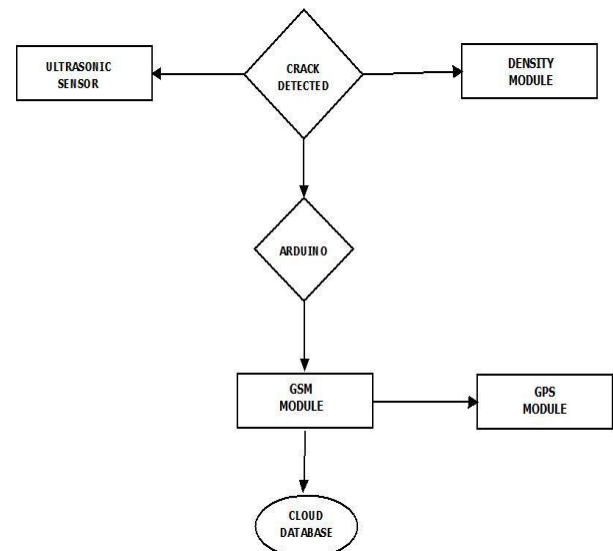 ULTRASONIC
SENSOR
CRACK
DETECTED
DENSITY
MODULE
ARDUINO
GSM
MODULE
GPS
MODULE
CLOUD
DATABASE